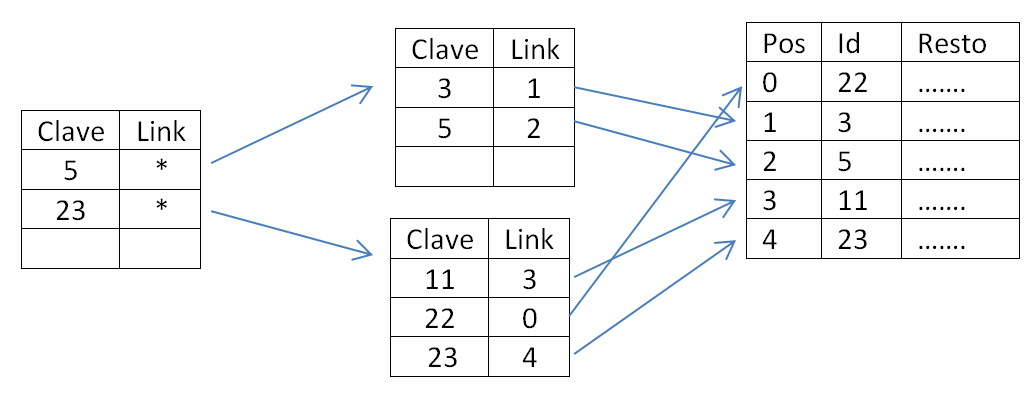 Clave Link
5 *
23 *
Clave Link
3 1
5 2
Clave Link
11 3
22 0
23 4
Pos Id Resto
0 22 .......
1 3 .......
2 5 .......
3 11 .......
4 23 .......